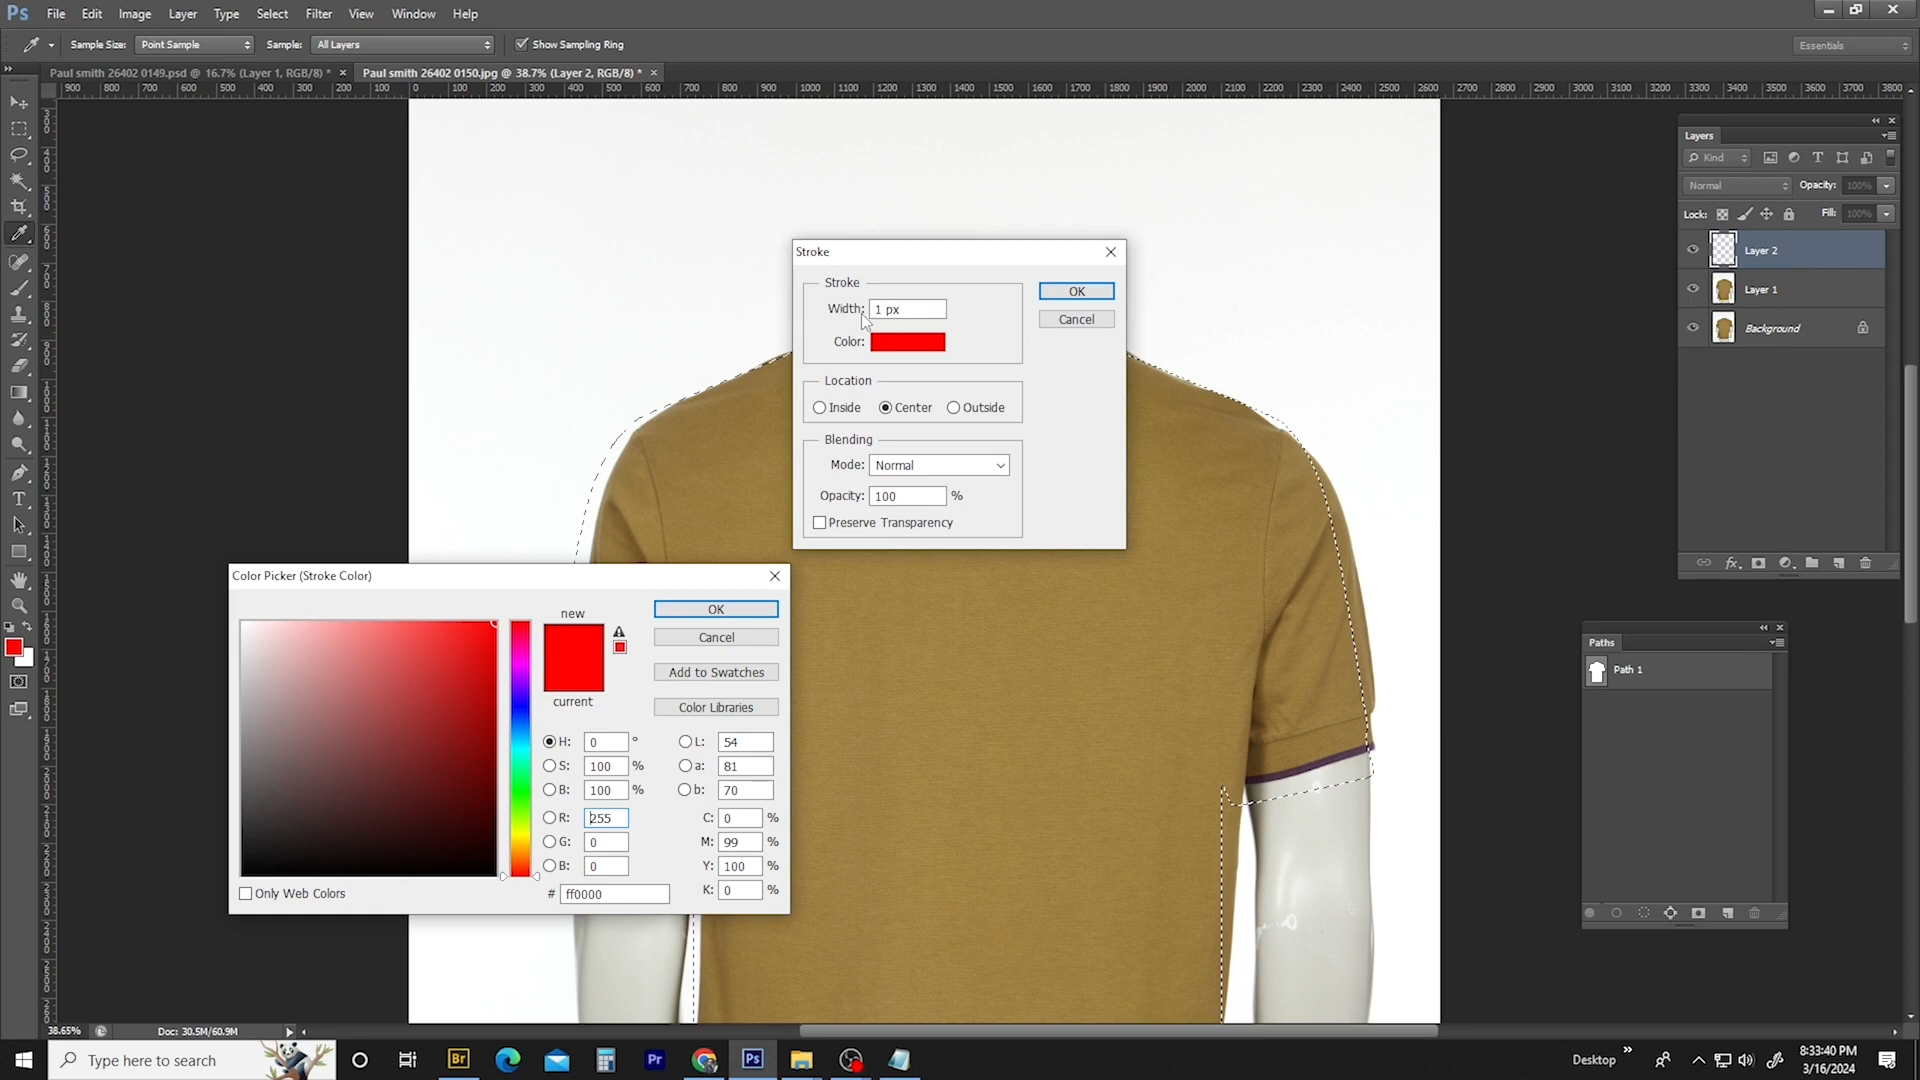 Ps File Edit Image Layer Type Select Filter 3D View Window Help
Sample Size: Point Sample Sample: All Layers Show Sampling Ring Essentials
Paul smith 26402 0149.psd @ 16.7% (Layer 1, RGB/8) * × Paul smith 26402 0150.jpg @ 38.7% (Layer 2, RGB/8) * ×
900 800 700 600 500 400 300 200 100 0 100 200 300 400 500 600 700 800 900 1000 1100 1200 1300 1400 1500 1600 1700 1800 1900 2000 2100 2200 2300 2400 2500 2600 2700 2800 2900 3000 3100 3200 3300 3400 3500 3600 3700 3800
Layers
Kind
Normal Opacity: 100%
Lock: Fill: 100%
Layer 2
Layer 1
Background
Stroke
Stroke
Width: 1 px
Color:
OK
Cancel
Location
Inside Center Outside
Blending
Mode: Normal
Opacity: 100 %
Preserve Transparency
Color Picker (Stroke Color)
new
current
OK
Cancel
Add to Swatches
Color Libraries
H: 0 °
S: 100 %
B: 100 %
R: 255
G: 0
B: 0
# ff0000
L: 54
a: 81
b: 70
C: 0 %
M: 99 %
Y: 100 %
K: 0 %
Only Web Colors
Paths
Path 1
38.65% Doc: 30.5M/60.9M
Type here to search
Br
Pr
Ps
Desktop
8:33:40 PM
3/16/2024